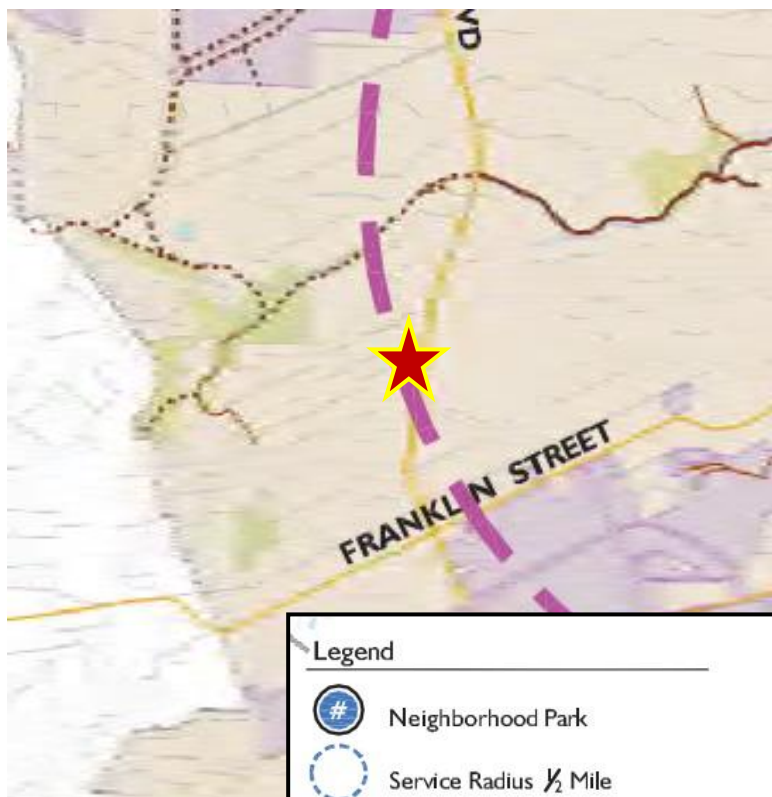 VD
FRANKLIN STREET
Legend
#
Neighborhood Park
Service Radius ½ Mile